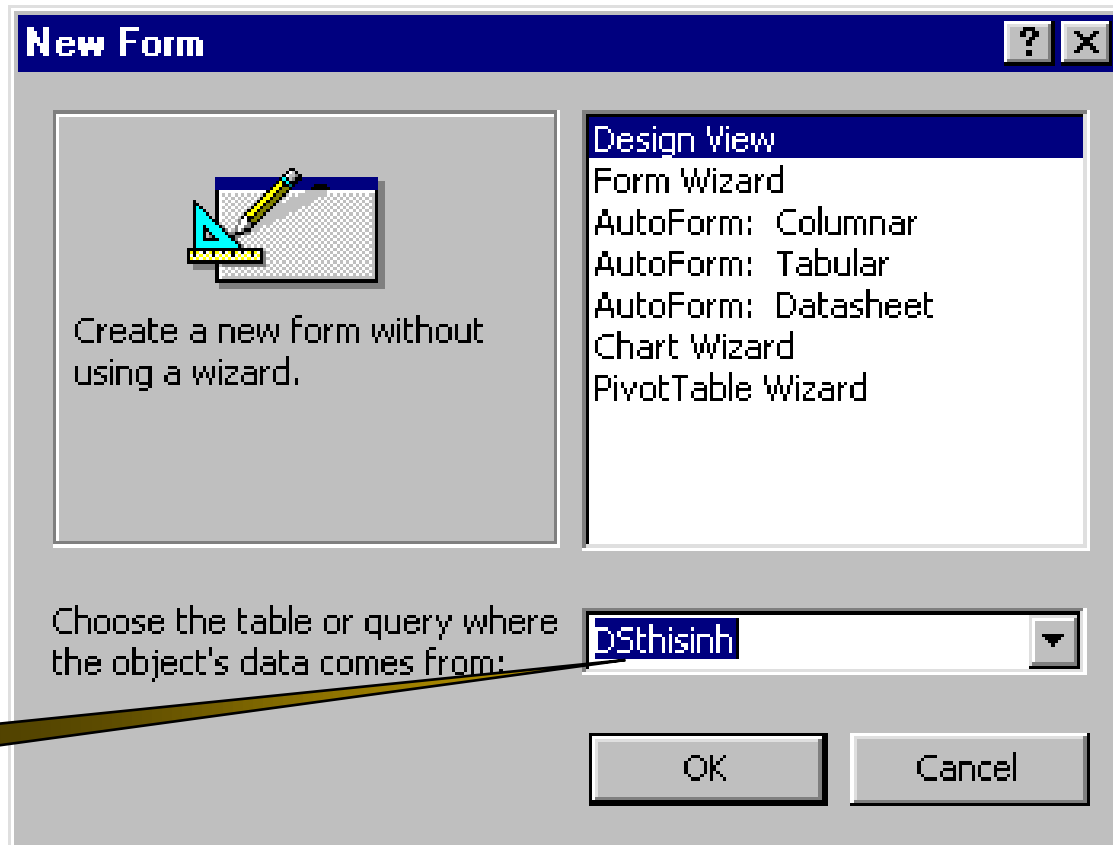 New Form
Create a new form without
using a wizard.
Design View
Form Wizard
AutoForm: Columnar
AutoForm: Tabular
AutoForm: Datasheet
Chart Wizard
PivotTable Wizard
Choose the table or query where
the object's data comes from:
DSthisinh
OK
Cancel